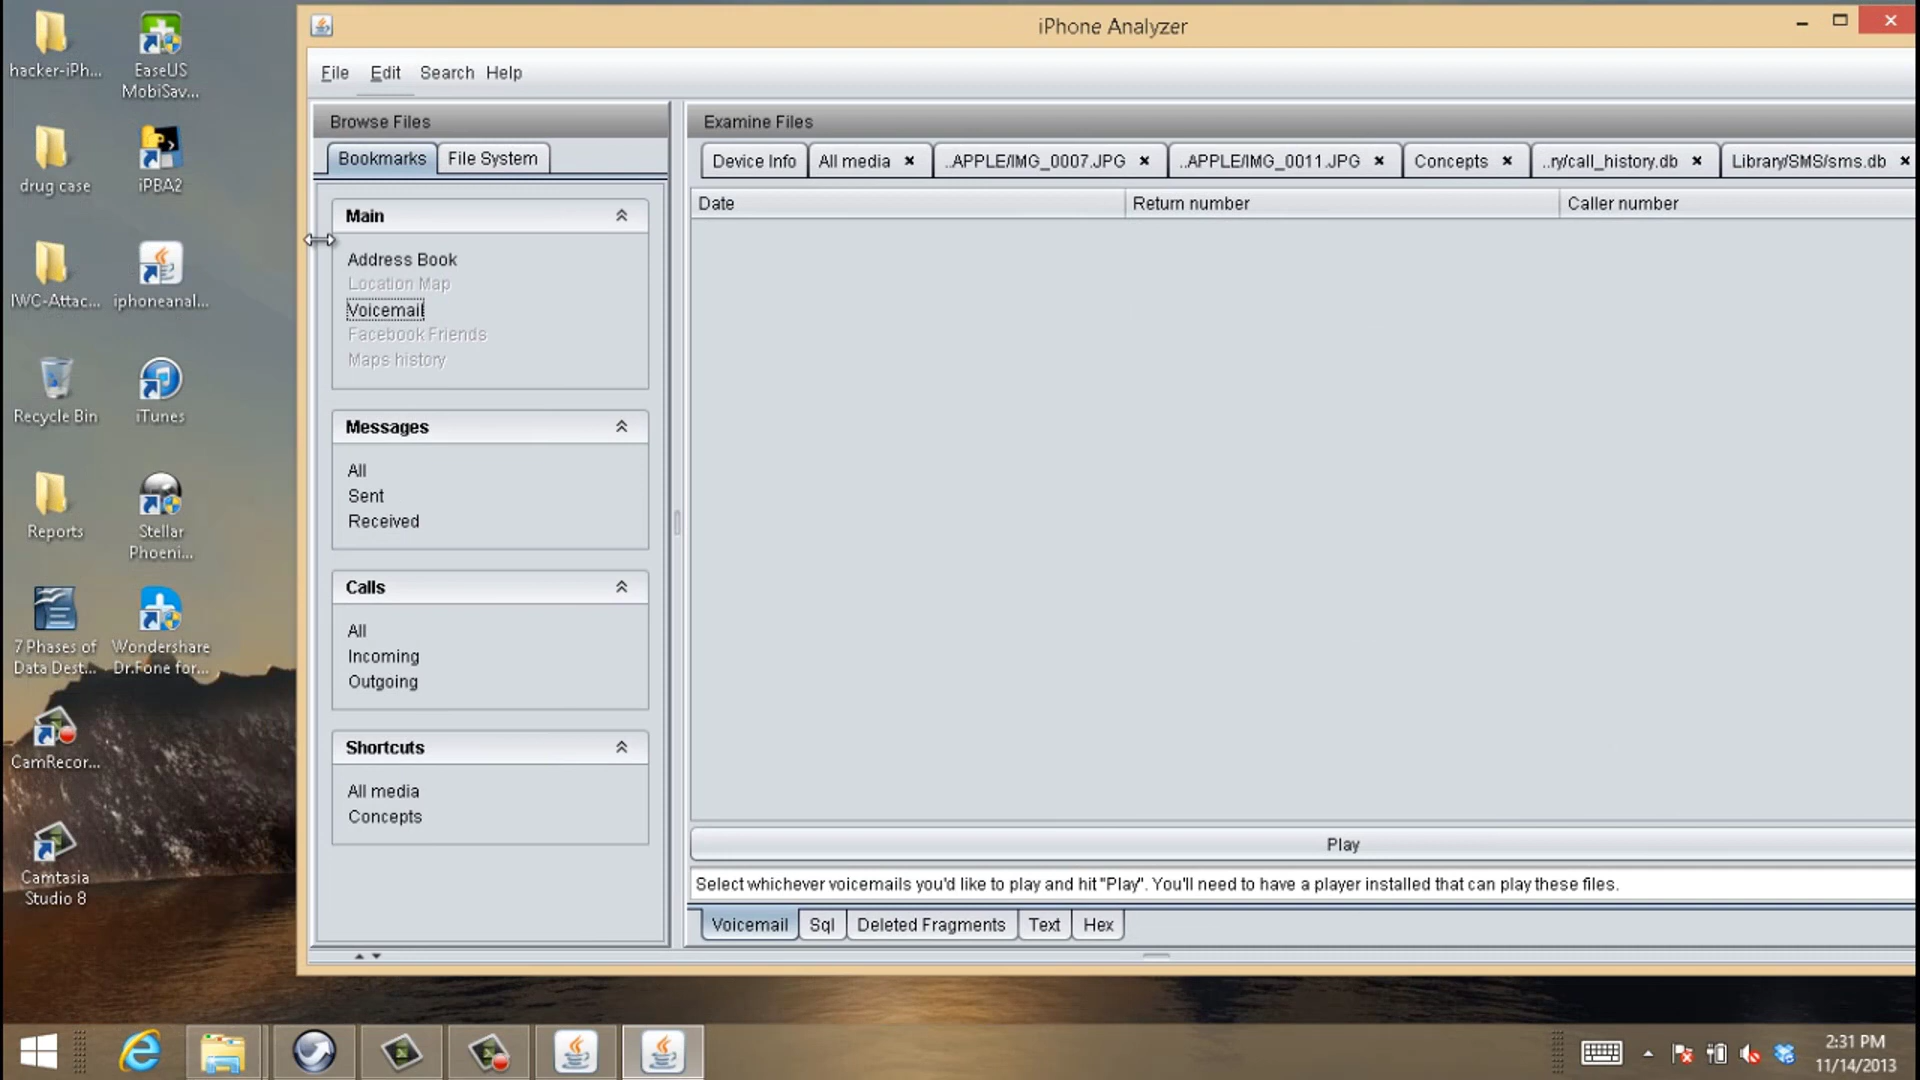 hacker-iPh...
EaseUS
MobiSav...
drug case
iPBA2
IWC-Attac...
iphoneanal...
Recycle Bin
iTunes
Reports
Stellar
Phoeni...
7 Phases of
Data Dest...
Wondershare
Dr.Fone for...
CamRecor...
Camtasia
Studio 8
iPhone Analyzer
File Edit Search Help
Browse Files
Bookmarks File System
Main
Address Book
Location Map
Voicemail
Facebook Friends
Maps history
Messages
All
Sent
Received
Calls
All
Incoming
Outgoing
Shortcuts
All media
Concepts
Examine Files
Device Info All media ..APPLE/IMG_0007.JPG ..APPLE/IMG_0011.JPG Concepts ..ry/call_history.db Library/SMS/sms.db
Date Return number Caller number
Play
Select whichever voicemails you'd like to play and hit "Play". You'll need to have a player installed that can play these files.
Voicemail Sql Deleted Fragments Text Hex
2:31 PM
11/14/2013